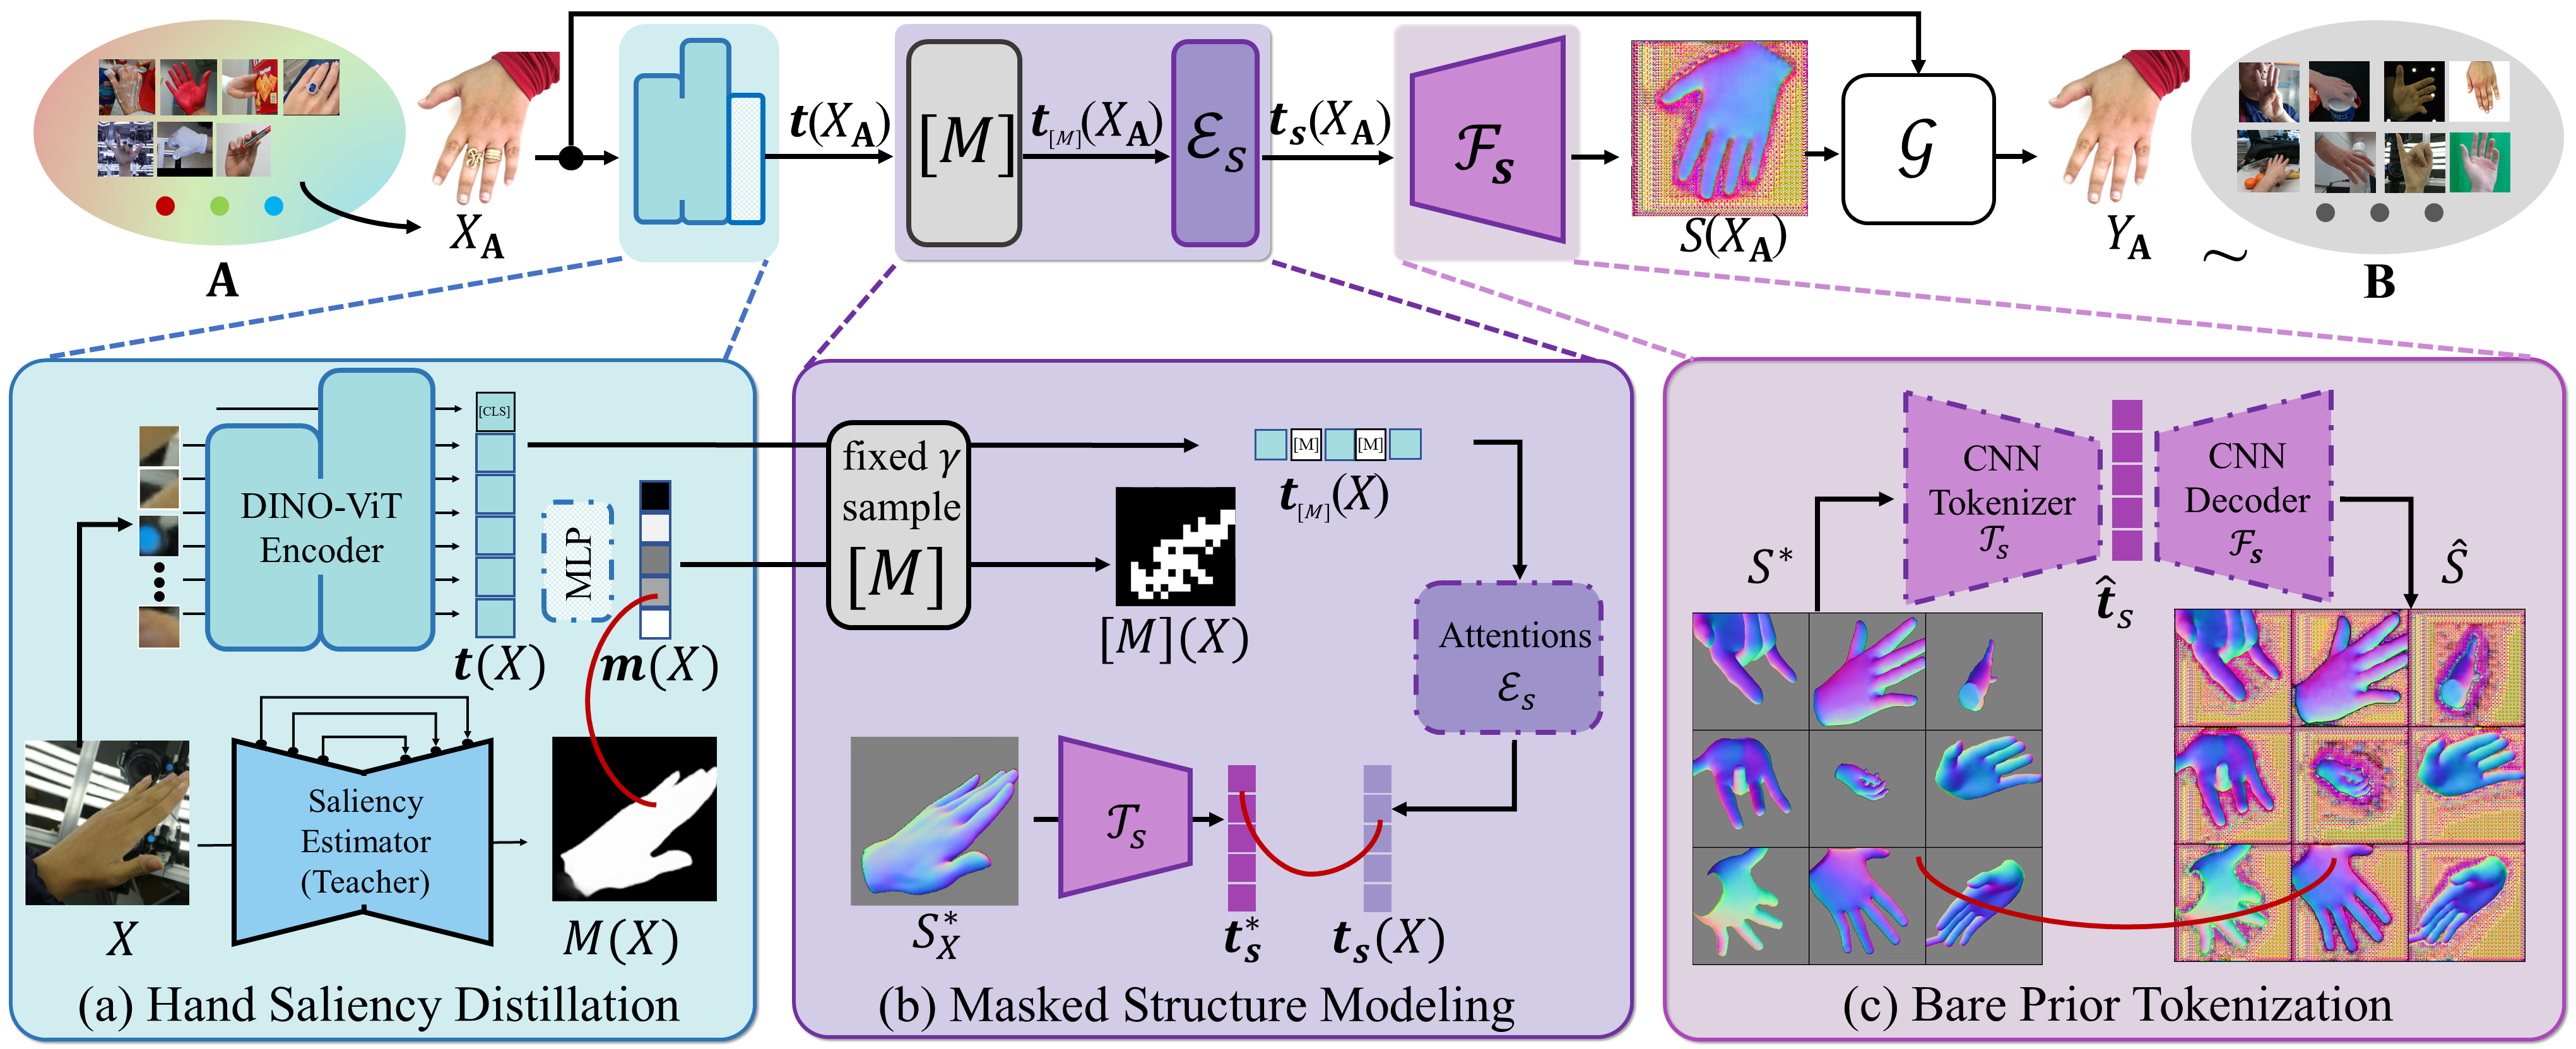 A
X_A
t(X_A)
[M]
t_[M](X_A)
ℰ_s
t_s(X_A)
ℱ_s
S(X_A)
𝒢
Y_A
~
B
[CLS]
DINO-ViT
Encoder
MLP
t(X)
m(X)
Saliency
Estimator
(Teacher)
X
M(X)
(a) Hand Saliency Distillation
fixed γ
sample
[M]
[M]
[M]
t_[M](X)
[M](X)
Attentions
ℰ_s
𝒯_s
S*_X
t*_s
t_s(X)
(b) Masked Structure Modeling
CNN
Tokenizer
𝒯_s
CNN
Decoder
ℱ_s
S*
t̂_s
Ŝ
(c) Bare Prior Tokenization